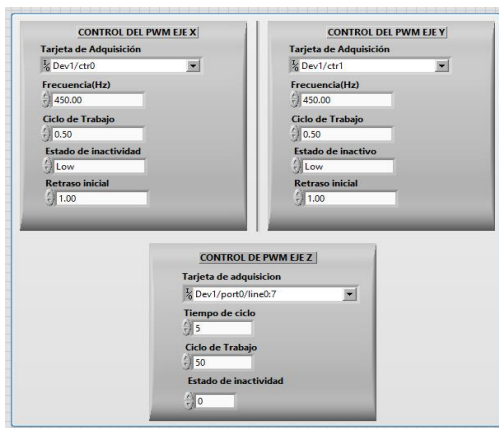 CONTROL DEL PWM EJE X
Tarjeta de Adquisición
Dev1/ctr0
Frecuencia(Hz)
450.00
Ciclo de Trabajo
0.50
Estado de inactividad
Low
Retraso inicial
1.00
CONTROL DEL PWM EJE Y
Tarjeta de Adquisición
Dev1/ctr1
Frecuencia(Hz)
450.00
Ciclo de Trabajo
0.50
Estado de inactivo
Low
Retraso inicial
1.00
CONTROL DE PWM EJE Z
Tarjeta de adquisicion
Dev1/port0/line0:7
Tiempo de ciclo
5
Ciclo de Trabajo
50
Estado de inactividad
0